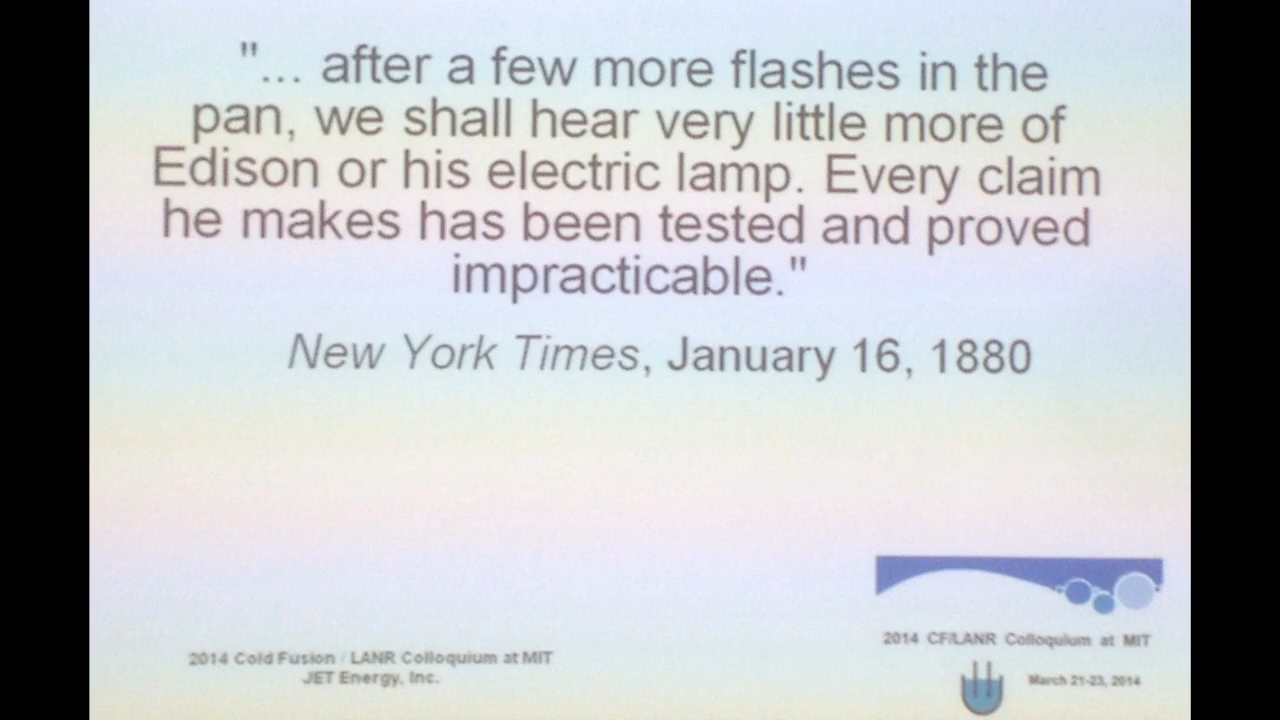 "... after a few more flashes in the
pan, we shall hear very little more of
Edison or his electric lamp. Every claim
he makes has been tested and proved
impracticable."
New York Times, January 16, 1880
2014 CF/LANR Colloquium at MIT
March 21-23, 2014
2014 Cold Fusion / LANR Colloquium at MIT
JET Energy, Inc.